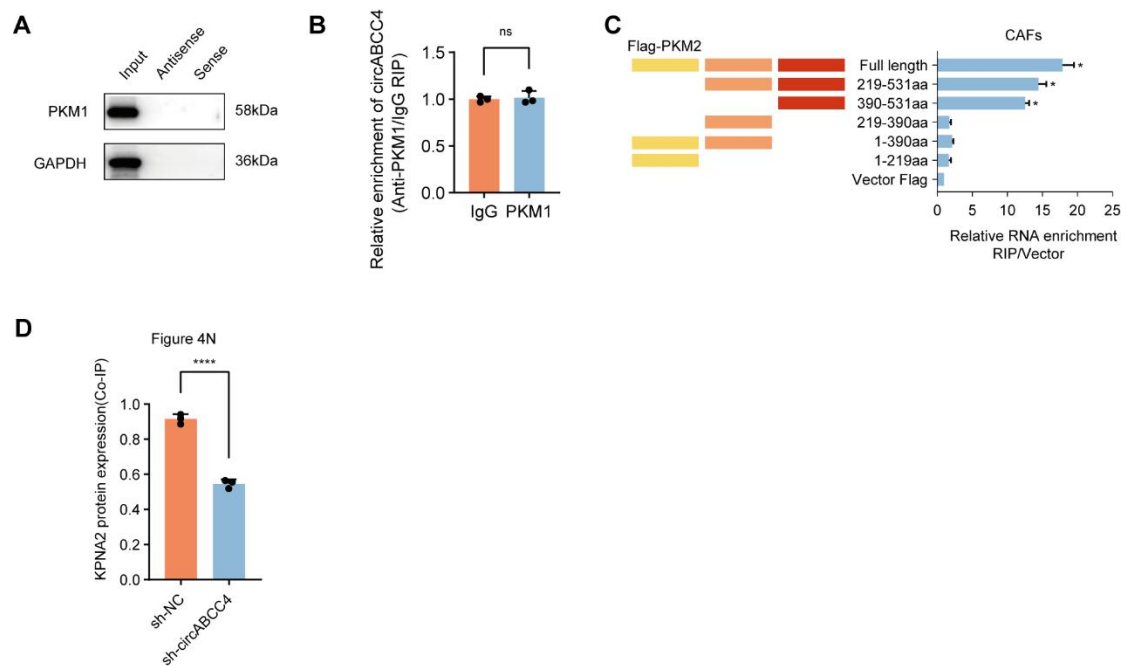 A
Input
Antisense
Sense
PKM1
58kDa
GAPDH
36kDa
B
Relative enrichment of circABCC4
(Anti-PKM1/IgG RIP)
ns
1.5
1.0
0.5
0.0
IgG PKM1
C
CAFs
Flag-PKM2
Full length
219-531aa
390-531aa
219-390aa
1-390aa
1-219aa
Vector Flag
*
*
*
0 5 10 15 20 25
Relative RNA enrichment
RIP/Vector
D
Figure 4N
****
KPNA2 protein expression(Co-IP)
1.0
0.8
0.6
0.4
0.2
0.0
sh-NC
sh-circABCC4